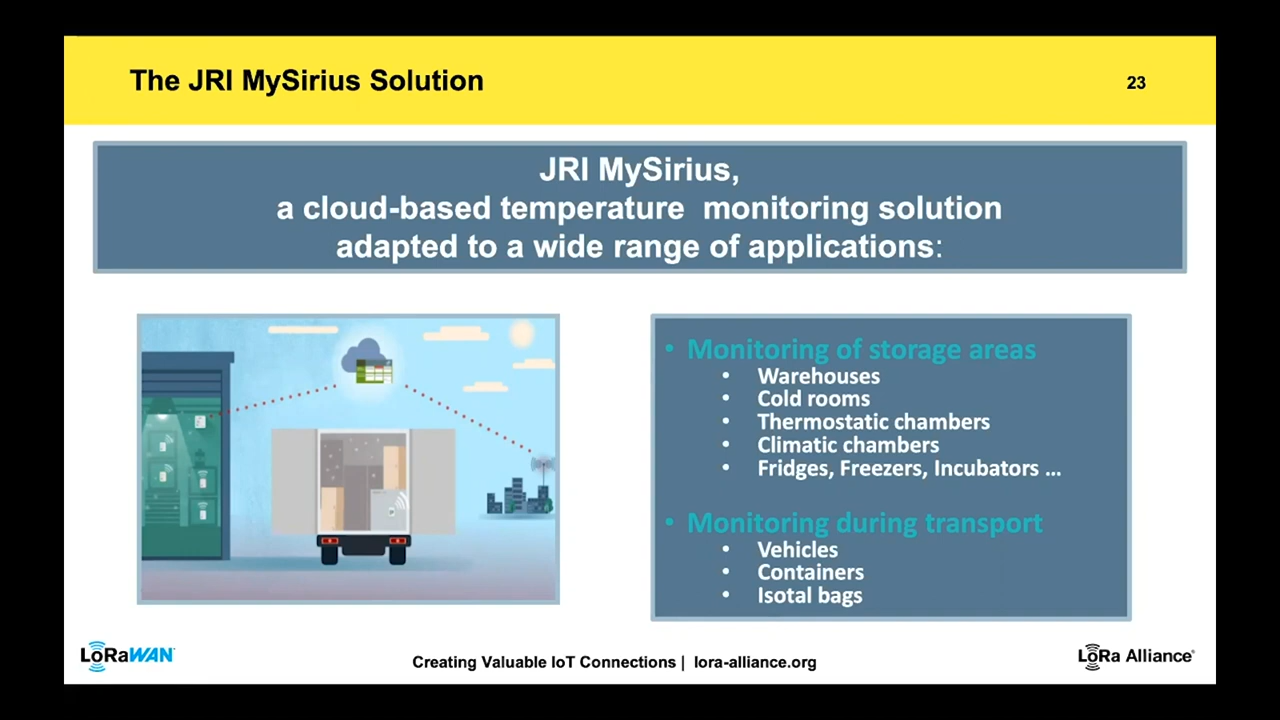 The JRI MySirius Solution
23
JRI MySirius,
a cloud-based temperature monitoring solution
adapted to a wide range of applications:
• Monitoring of storage areas
• Warehouses
• Cold rooms
• Thermostatic chambers
• Climatic chambers
• Fridges, Freezers, Incubators ...
• Monitoring during transport
• Vehicles
• Containers
• Isotal bags
LoRaWAN
Creating Valuable IoT Connections | lora-alliance.org
LoRa Alliance®